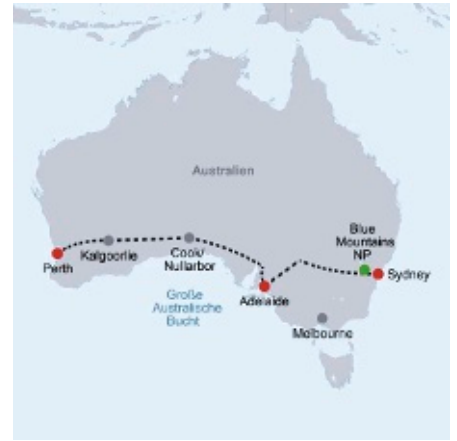 Australien
Blue
Mountains
NP
Sydney
Perth
Kalgoorlie
Cook/
Nullarbor
Adelaide
Große
Australische
Bucht
Melbourne